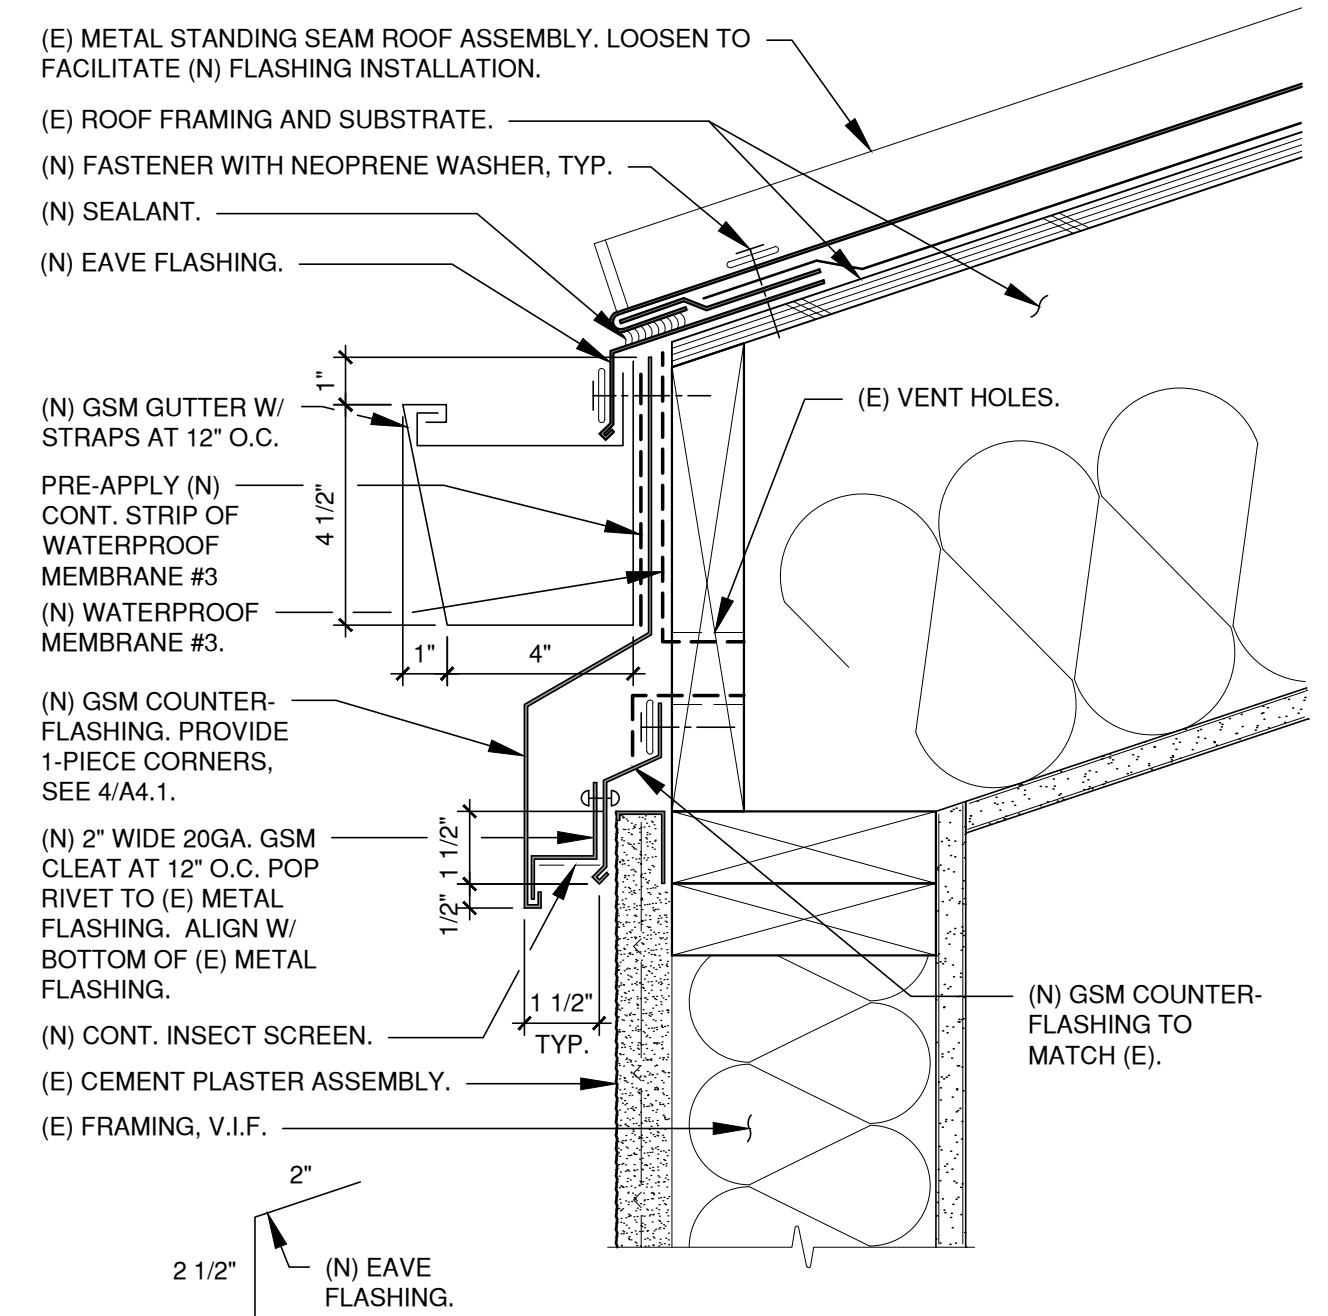 (E) METAL STANDING SEAM ROOF ASSEMBLY. LOOSEN TO
FACILITATE (N) FLASHING INSTALLATION.
(E) ROOF FRAMING AND SUBSTRATE.
(N) FASTENER WITH NEOPRENE WASHER, TYP.
(N) SEALANT.
(N) EAVE FLASHING.
1"
(N) GSM GUTTER W/
STRAPS AT 12" O.C.
(E) VENT HOLES.
PRE-APPLY (N)
CONT. STRIP OF
WATERPROOF
MEMBRANE #3
4 1/2"
(N) WATERPROOF
MEMBRANE #3.
1"
4"
(N) GSM COUNTER-
FLASHING. PROVIDE
1-PIECE CORNERS,
SEE 4/A4.1.
(N) 2" WIDE 20GA. GSM
CLEAT AT 12" O.C. POP
RIVET TO (E) METAL
FLASHING. ALIGN W/
BOTTOM OF (E) METAL
FLASHING.
1 1/2"
1/2"
1 1/2"
TYP.
(N) GSM COUNTER-
FLASHING TO
MATCH (E).
(N) CONT. INSECT SCREEN.
(E) CEMENT PLASTER ASSEMBLY.
(E) FRAMING, V.I.F.
2"
2 1/2"
(N) EAVE
FLASHING.